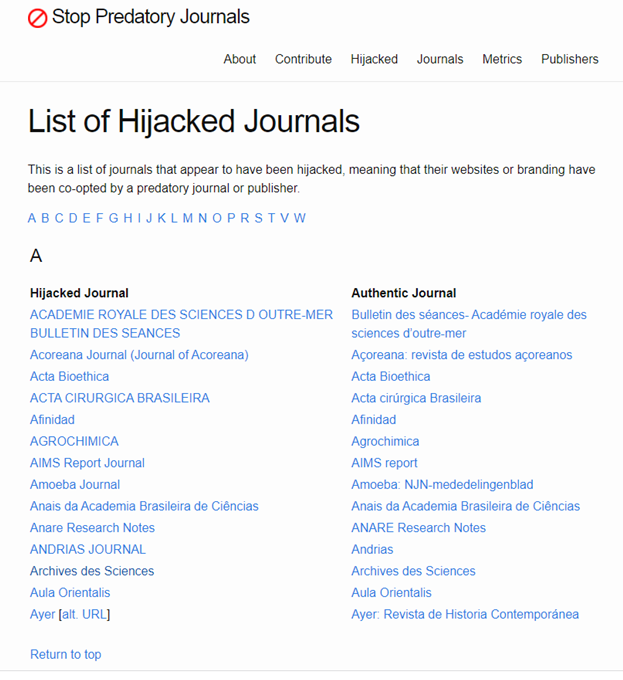 Stop Predatory Journals
About Contribute Hijacked Journals Metrics Publishers
List of Hijacked Journals
This is a list of journals that appear to have been hijacked, meaning that their websites or branding have
been co-opted by a predatory journal or publisher.
A B C D E F G H I J K L M N O P R S T V W
A
Hijacked Journal Authentic Journal
ACADEMIE ROYALE DES SCIENCES D OUTRE-MER Bulletin des séances- Académie royale des
BULLETIN DES SEANCES sciences d'outre-mer
Acoreana Journal (Journal of Acoreana) Açoreana: revista de estudos açoreanos
Acta Bioethica Acta Bioethica
ACTA CIRURGICA BRASILEIRA Acta cirúrgica Brasileira
Afinidad Afinidad
AGROCHIMICA Agrochimica
AIMS Report Journal AIMS report
Amoeba Journal Amoeba: NJN-mededelingenblad
Anais da Academia Brasileira de Ciências Anais da Academia Brasileira de Ciências
Anare Research Notes ANARE Research Notes
ANDRIAS JOURNAL Andrias
Archives des Sciences Archives des Sciences
Aula Orientalis Aula Orientalis
Ayer [alt. URL] Ayer: Revista de Historia Contemporánea
Return to top